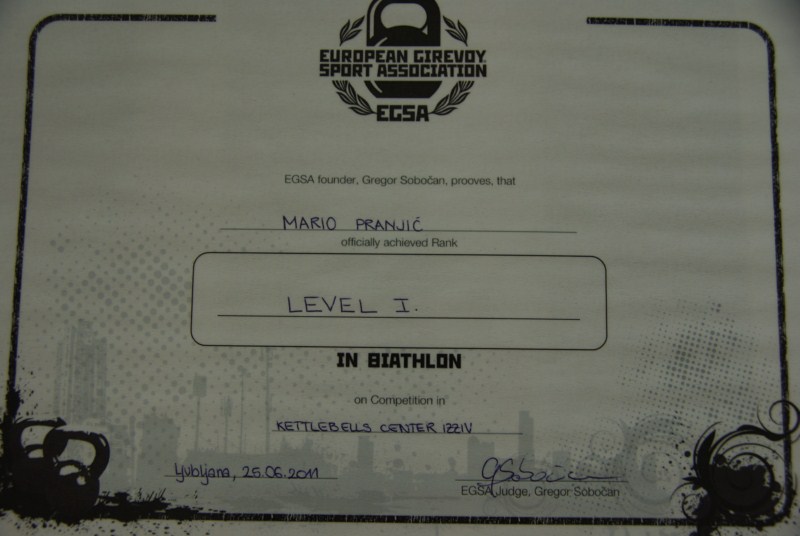 EUROPEAN GIREVOY
SPORT ASSOCIATION
EGSA
EGSA founder, Gregor Sobočan, prooves, that
MARIO PRANJIĆ
officially achieved Rank
LEVEL I.
IN BIATHLON
on Competition in
KETTLEBELLS CENTER IZZIV
Ljubljana, 25.06.2011
GSobočan
EGSA Judge, Gregor Sobočan